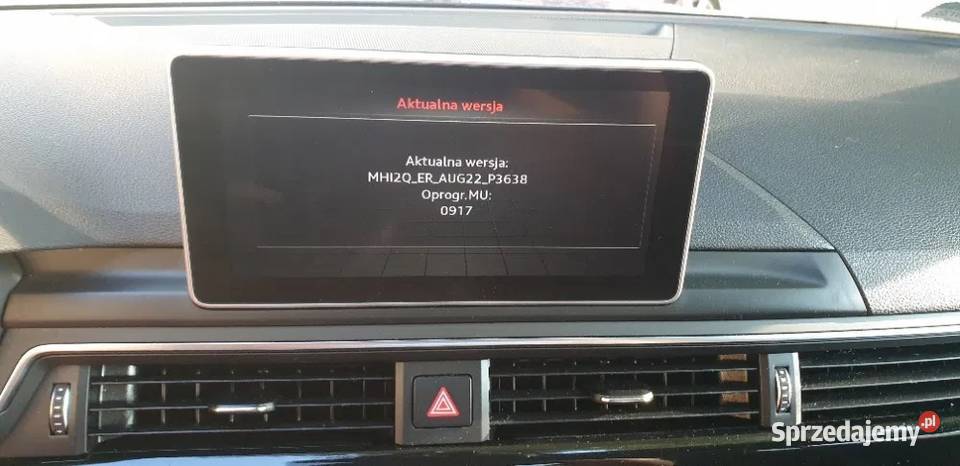 Aktualna wersja
Aktualna wersja:
MHI2Q_ER_AUG22_P3638
Oprogr.MU:
0917
Sprzedajemy.pl